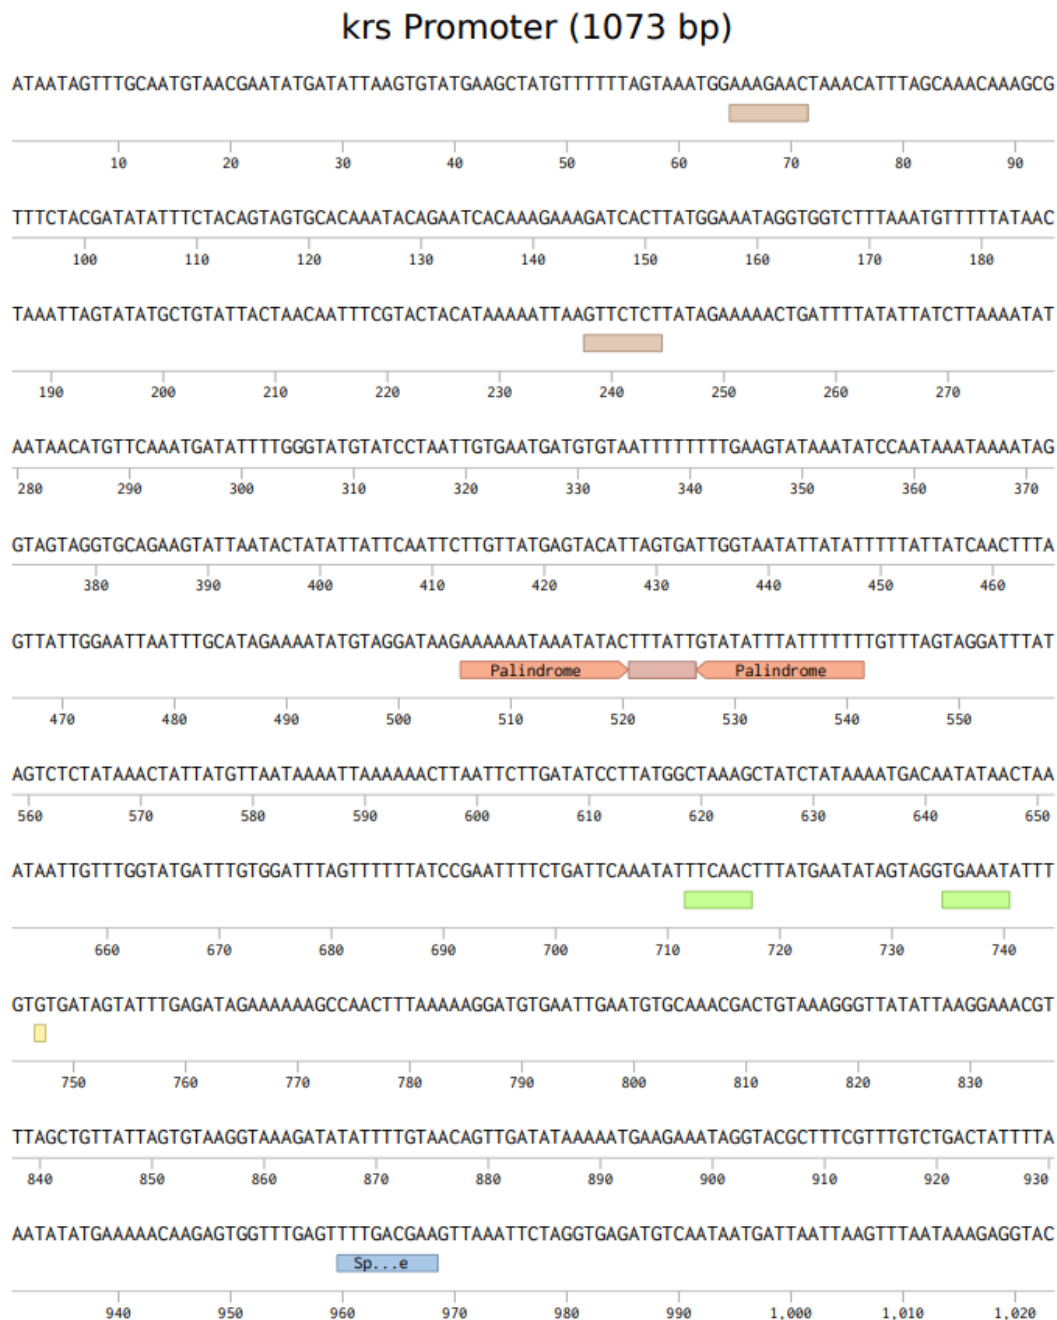 krs Promoter (1073 bp)
ATAATAGTTTGCAATGTAACGAATATGATATTAAGTGTATGAAGCTATGTTTTTTAGTAAATGGAAAGAACTAAACATTTAGCAAACAAAGCG
10 20 30 40 50 60 70 80 90
TTTCTACGATATATTTCTACAGTAGTGCACAAATACAGAATCACAAAGAAAGATCACTTATGGAAATAGGTGGTCTTTAAATGTTTTTATAAC
100 110 120 130 140 150 160 170 180
TAAATTAGTATATGCTGTATTACTAACAATTTCGTACTACATAAAAATTAAGTTCTCTTATAGAAAAACTGATTTTATATTATCTTAAAATAT
190 200 210 220 230 240 250 260 270
AATAACATGTTCAAATGATATTTTGGGTATGTATCCTAATTGTGAATGATGTGTAATTTTTTTTGAAGTATAAATATCCAATAAATAAAATAG
280 290 300 310 320 330 340 350 360 370
GTAGTAGGTGCAGAAGTATTAATACTATATTATTCAATTCTTGTTATGAGTACATTAGTGATTGGTAATATTATATTTTTATTATCAACTTTA
380 390 400 410 420 430 440 450 460
GTTATTGGAATTAATTTGCATAGAAAATATGTAGGATAAGAAAAAATAAATATACTTTATTGTATATTTATTTTTTTGTTTAGTAGGATTTAT
Palindrome Palindrome
470 480 490 500 510 520 530 540 550
AGTCTCTATAAACTATTATGTTAATAAAATTAAAAAACTTAATTCTTGATATCCTTATGGCTAAAGCTATCTATAAAATGACAATATAACTAA
560 570 580 590 600 610 620 630 640 650
ATAATTGTTTGGTATGATTTGTGGATTTAGTTTTTTATCCGAATTTTCTGATTCAAATATTTCAACTTTATGAATATAGTAGGTGAAATATTT
660 670 680 690 700 710 720 730 740
GTGTGATAGTATTTGAGATAGAAAAAAGCCAACTTTAAAAAGGATGTGAATTGAATGTGCAAACGACTGTAAAGGGTTATATTAAGGAAACGT
750 760 770 780 790 800 810 820 830
TTAGCTGTTATTAGTGTAAGGTAAAGATATATTTTGTAACAGTTGATATAAAAATGAAGAAATAGGTACGCTTTCGTTTGTCTGACTATTTTA
840 850 860 870 880 890 900 910 920 930
AATATATGAAAAACAAGAGTGGTTTGAGTTTTGACGAAGTTAAATTCTAGGTGAGATGTCAATAATGATTAATTAAGTTTAATAAAGAGGTAC
Sp...e
940 950 960 970 980 990 1,000 1,010 1,020